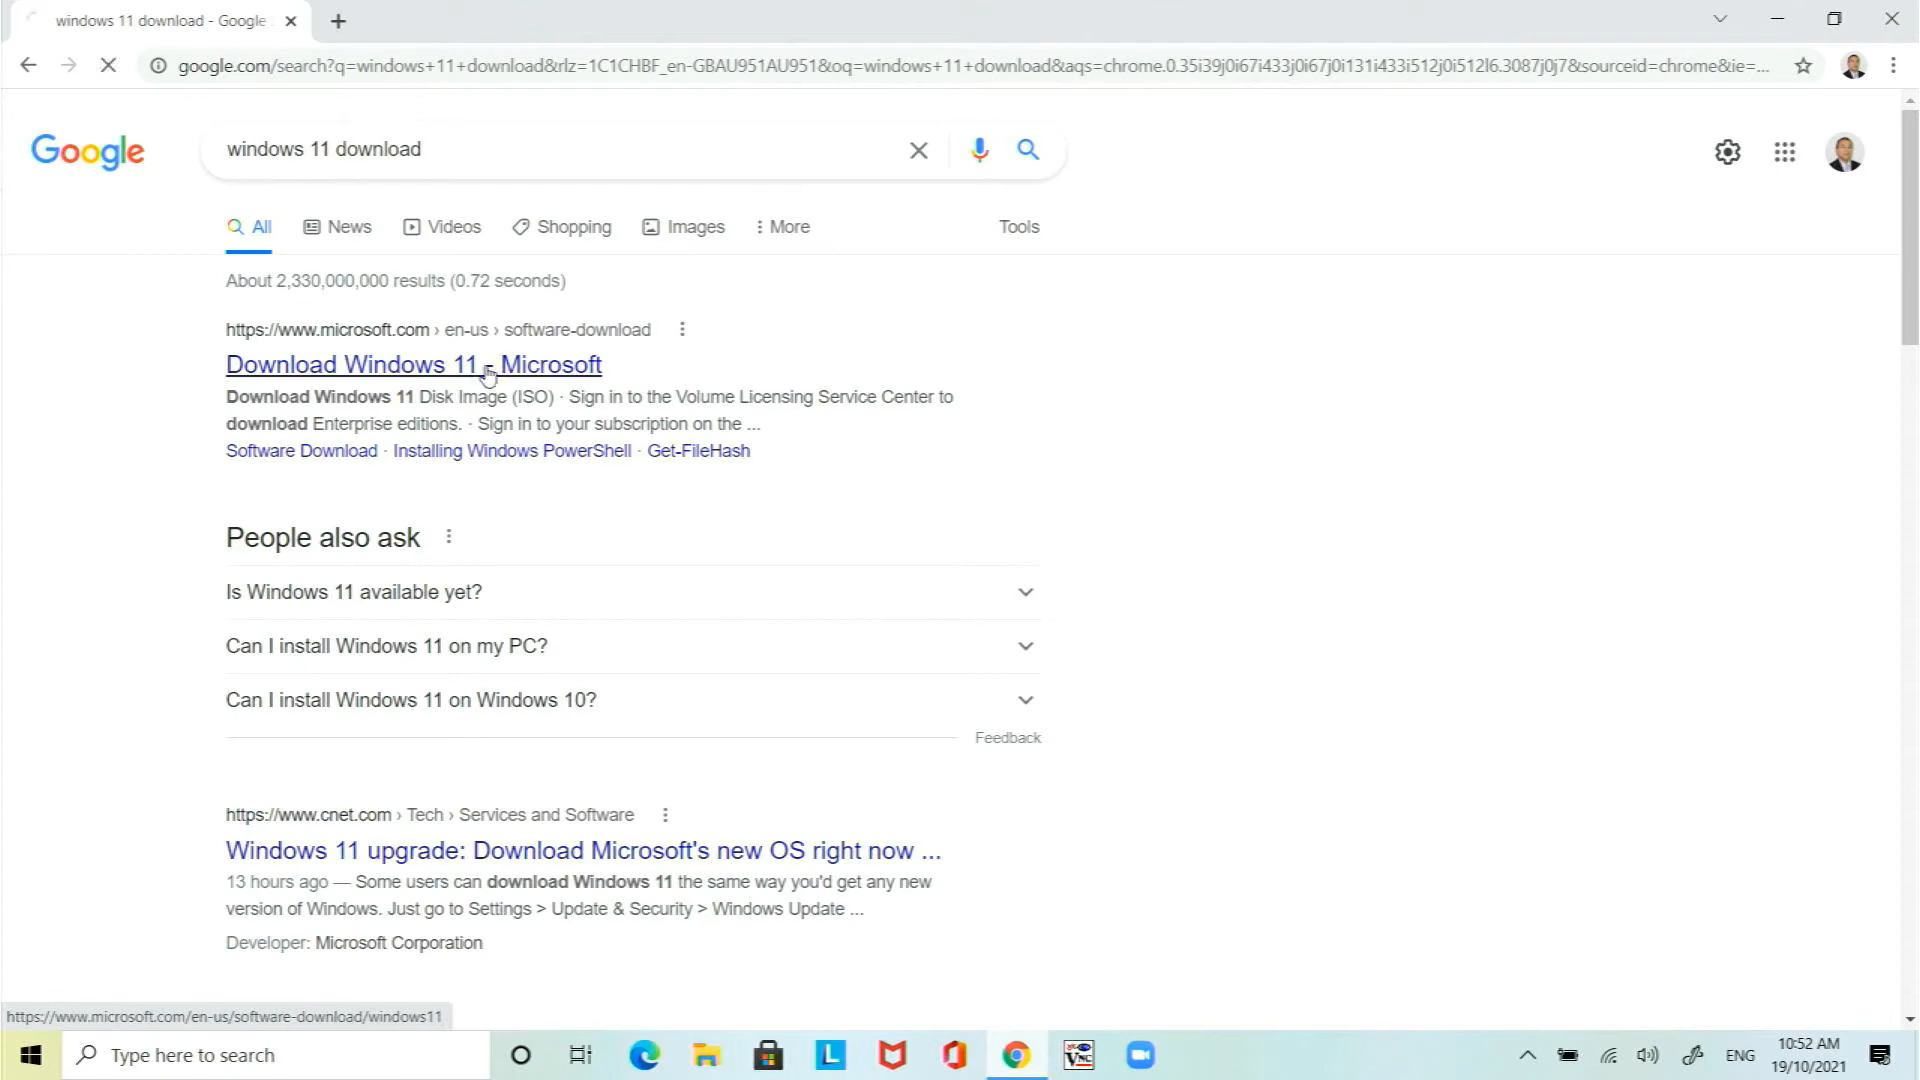 windows 11 download - Google
google.com/search?q=windows+11+download&rlz=1C1CHBF_en-GBAU951AU951&oq=windows+11+download&aqs=chrome.0.35i39j0i67i433j0i67j0i131i433i512j0i512l6.3087j0j7&sourceid=chrome&ie=...
Google
windows 11 download
All News Videos Shopping Images More Tools
About 2,330,000,000 results (0.72 seconds)
https://www.microsoft.com › en-us › software-download
Download Windows 11 - Microsoft
Download Windows 11 Disk Image (ISO) · Sign in to the Volume Licensing Service Center to
download Enterprise editions. · Sign in to your subscription on the ...
Software Download · Installing Windows PowerShell · Get-FileHash
People also ask
Is Windows 11 available yet?
Can I install Windows 11 on my PC?
Can I install Windows 11 on Windows 10?
Feedback
https://www.cnet.com › Tech › Services and Software
Windows 11 upgrade: Download Microsoft's new OS right now ...
13 hours ago — Some users can download Windows 11 the same way you'd get any new
version of Windows. Just go to Settings > Update & Security > Windows Update ...
Developer: Microsoft Corporation
https://www.microsoft.com/en-us/software-download/windows11
Type here to search
L
VNC
ENG
10:52 AM
19/10/2021